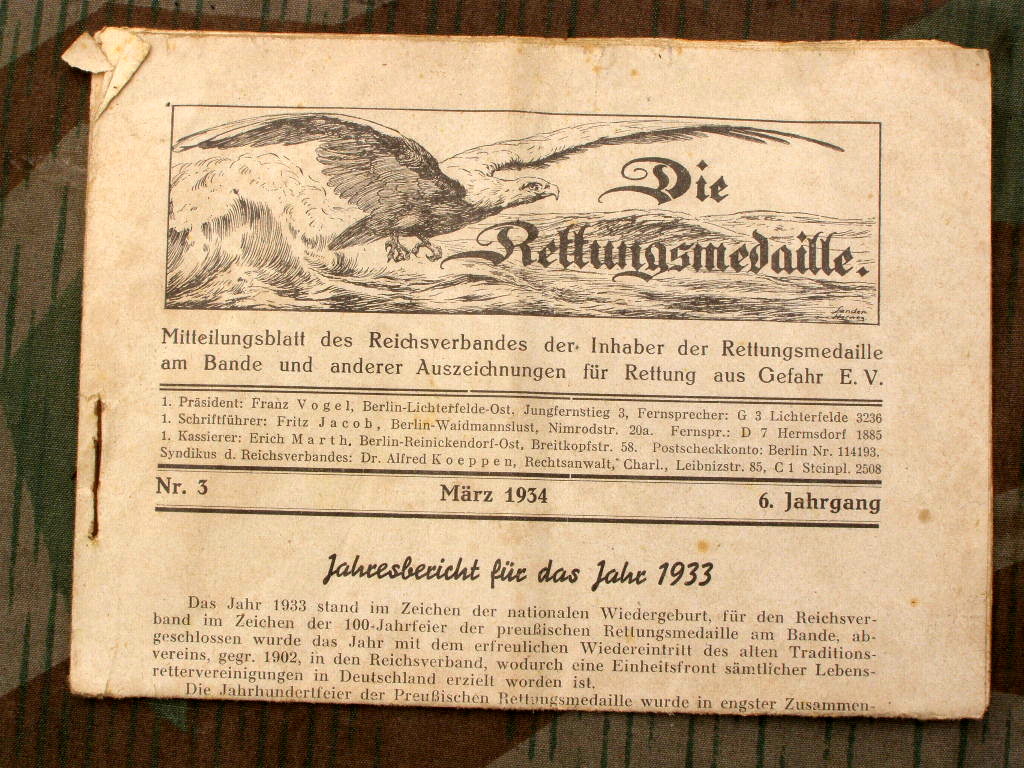 Die
Rettungsmedaille.
Mitteilungsblatt des Reichsverbandes der Inhaber der Rettungsmedaille
am Bande und anderer Auszeichnungen für Rettung aus Gefahr E. V.
1. Präsident: Franz Vogel, Berlin-Lichterfelde-Ost, Jungfernstieg 3, Fernsprecher: G 3 Lichterfelde 3236
1. Schriftführer: Fritz Jacob, Berlin-Waidmannslust, Nimrodstr. 20a. Fernspr.: D 7 Hermsdorf 1885
1. Kassierer: Erich Marth, Berlin-Reinickendorf-Ost, Breitkopfstr. 58. Postscheckkonto: Berlin Nr. 114193.
Syndikus d. Reichsverbandes: Dr. Alfred Koeppen, Rechtsanwalt, Charl., Leibnizstr. 85, C 1 Steinpl. 2508
Nr. 3 März 1934 6. Jahrgang
Jahresbericht für das Jahr 1933
Das Jahr 1933 stand im Zeichen der nationalen Wiedergeburt, für den Reichsver-
band im Zeichen der 100-Jahrfeier der preußischen Rettungsmedaille am Bande, ab-
geschlossen wurde das Jahr mit dem erfreulichen Wiedereintritt des alten Traditions-
vereins, gegr. 1902, in den Reichsverband, wodurch eine Einheitsfront sämtlicher Lebens-
rettervereinigungen in Deutschland erzielt worden ist.
Die Jahrhundertfeier der Preußischen Rettungsmedaille wurde in engster Zusammen-